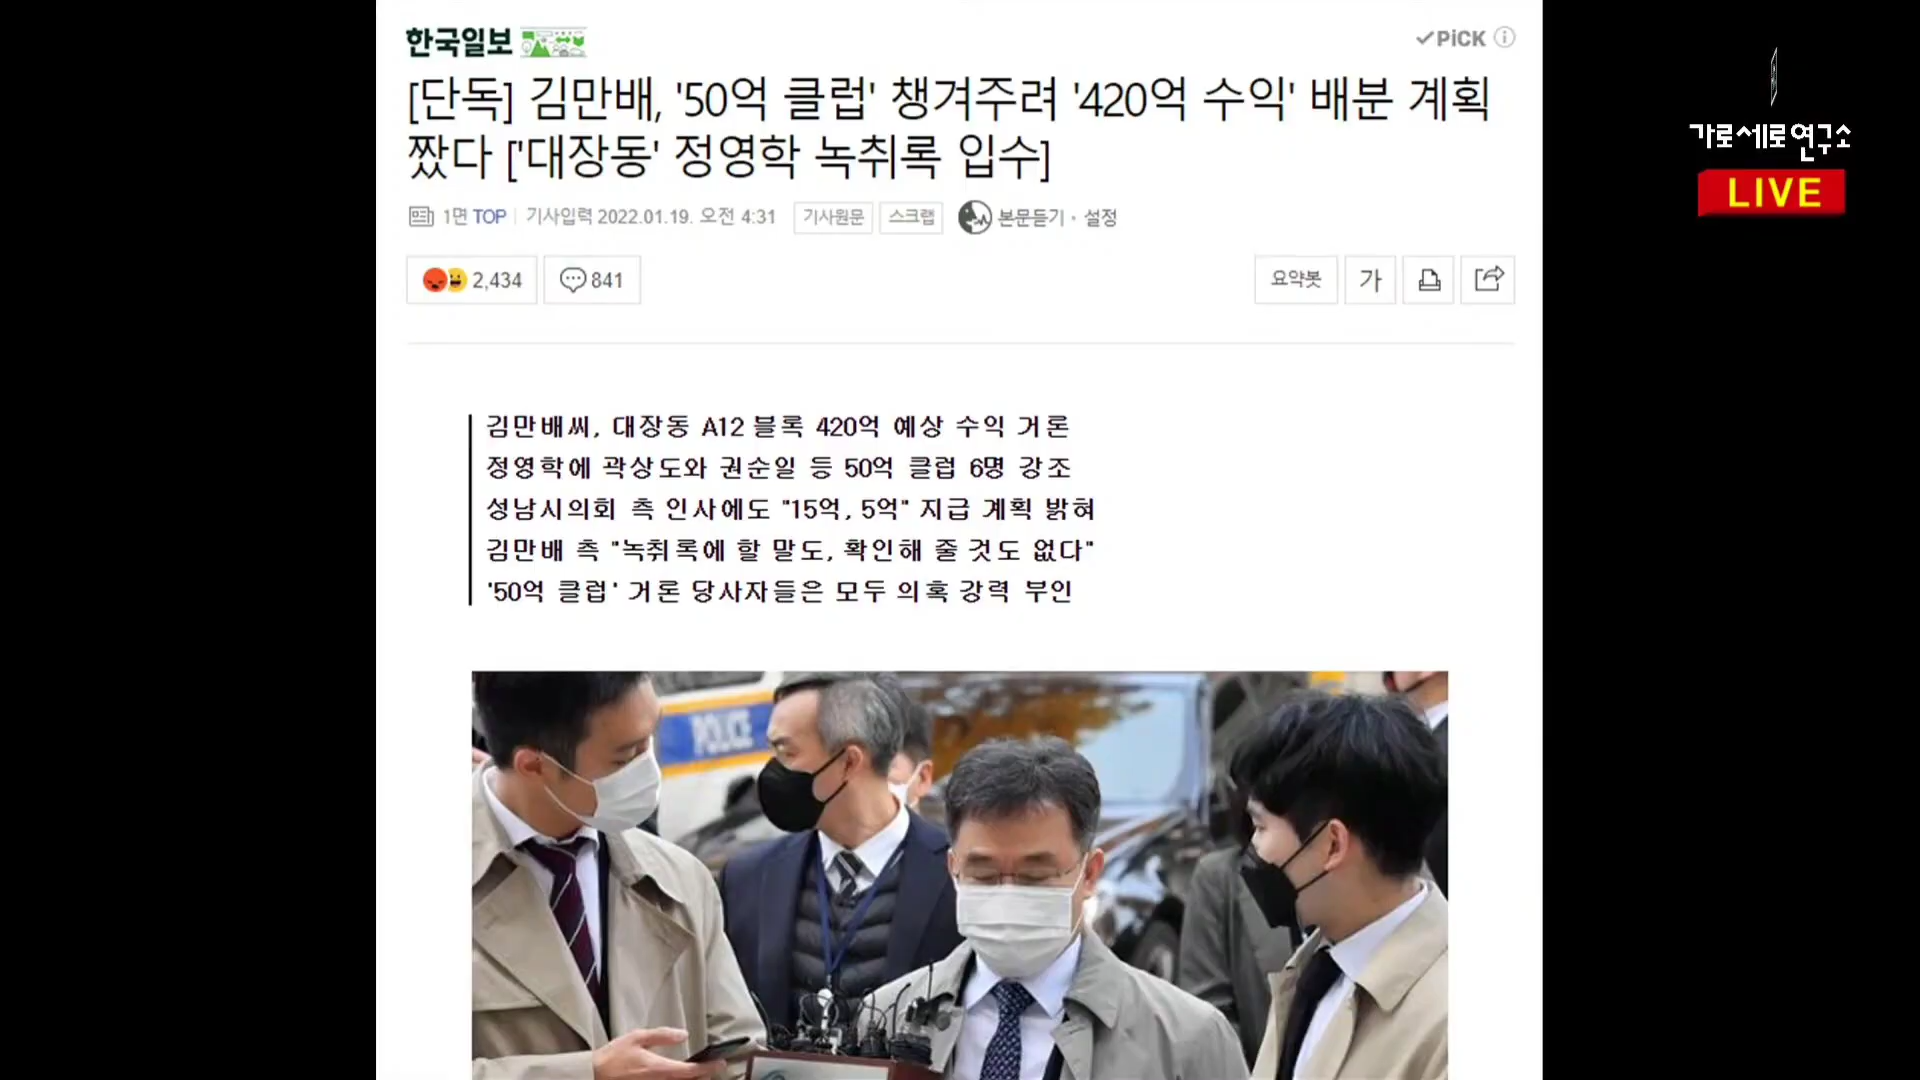 한국일보
✓PiCK
[단독] 김만배, '50억 클럽' 챙겨주려 '420억 수익' 배분 계획
짰다 ['대장동' 정영학 녹취록 입수]
1면 TOP 기사입력 2022.01.19. 오전 4:31 기사원문 스크랩 본문듣기 · 설정
2,434 841 요약봇 가
김만배씨, 대장동 A12 블록 420억 예상 수익 거론
정영학에 곽상도와 권순일 등 50억 클럽 6명 강조
성남시의회 측 인사에도 "15억, 5억" 지급 계획 밝혀
김만배 측 "녹취록에 할 말도, 확인해 줄 것도 없다"
'50억 클럽' 거론 당사자들은 모두 의혹 강력 부인
POLICE
가로세로연구소
LIVE